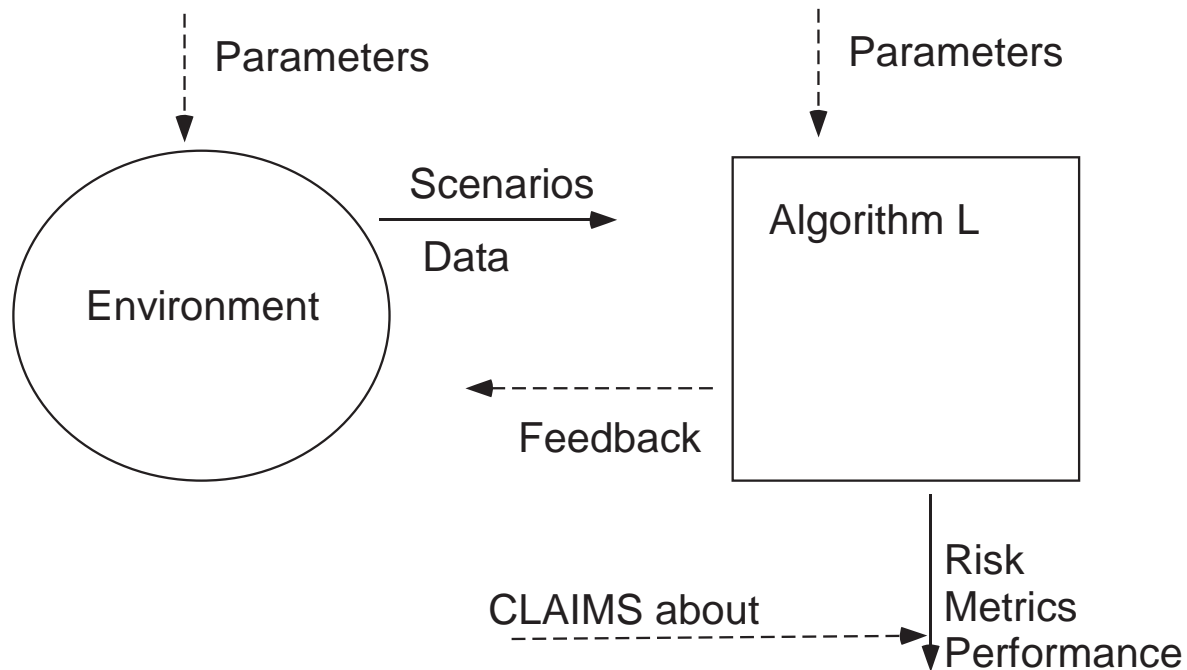 Parameters
Parameters
Scenarios
Data
Algorithm L
Environment
Feedback
Risk
CLAIMS about
Metrics
Performance